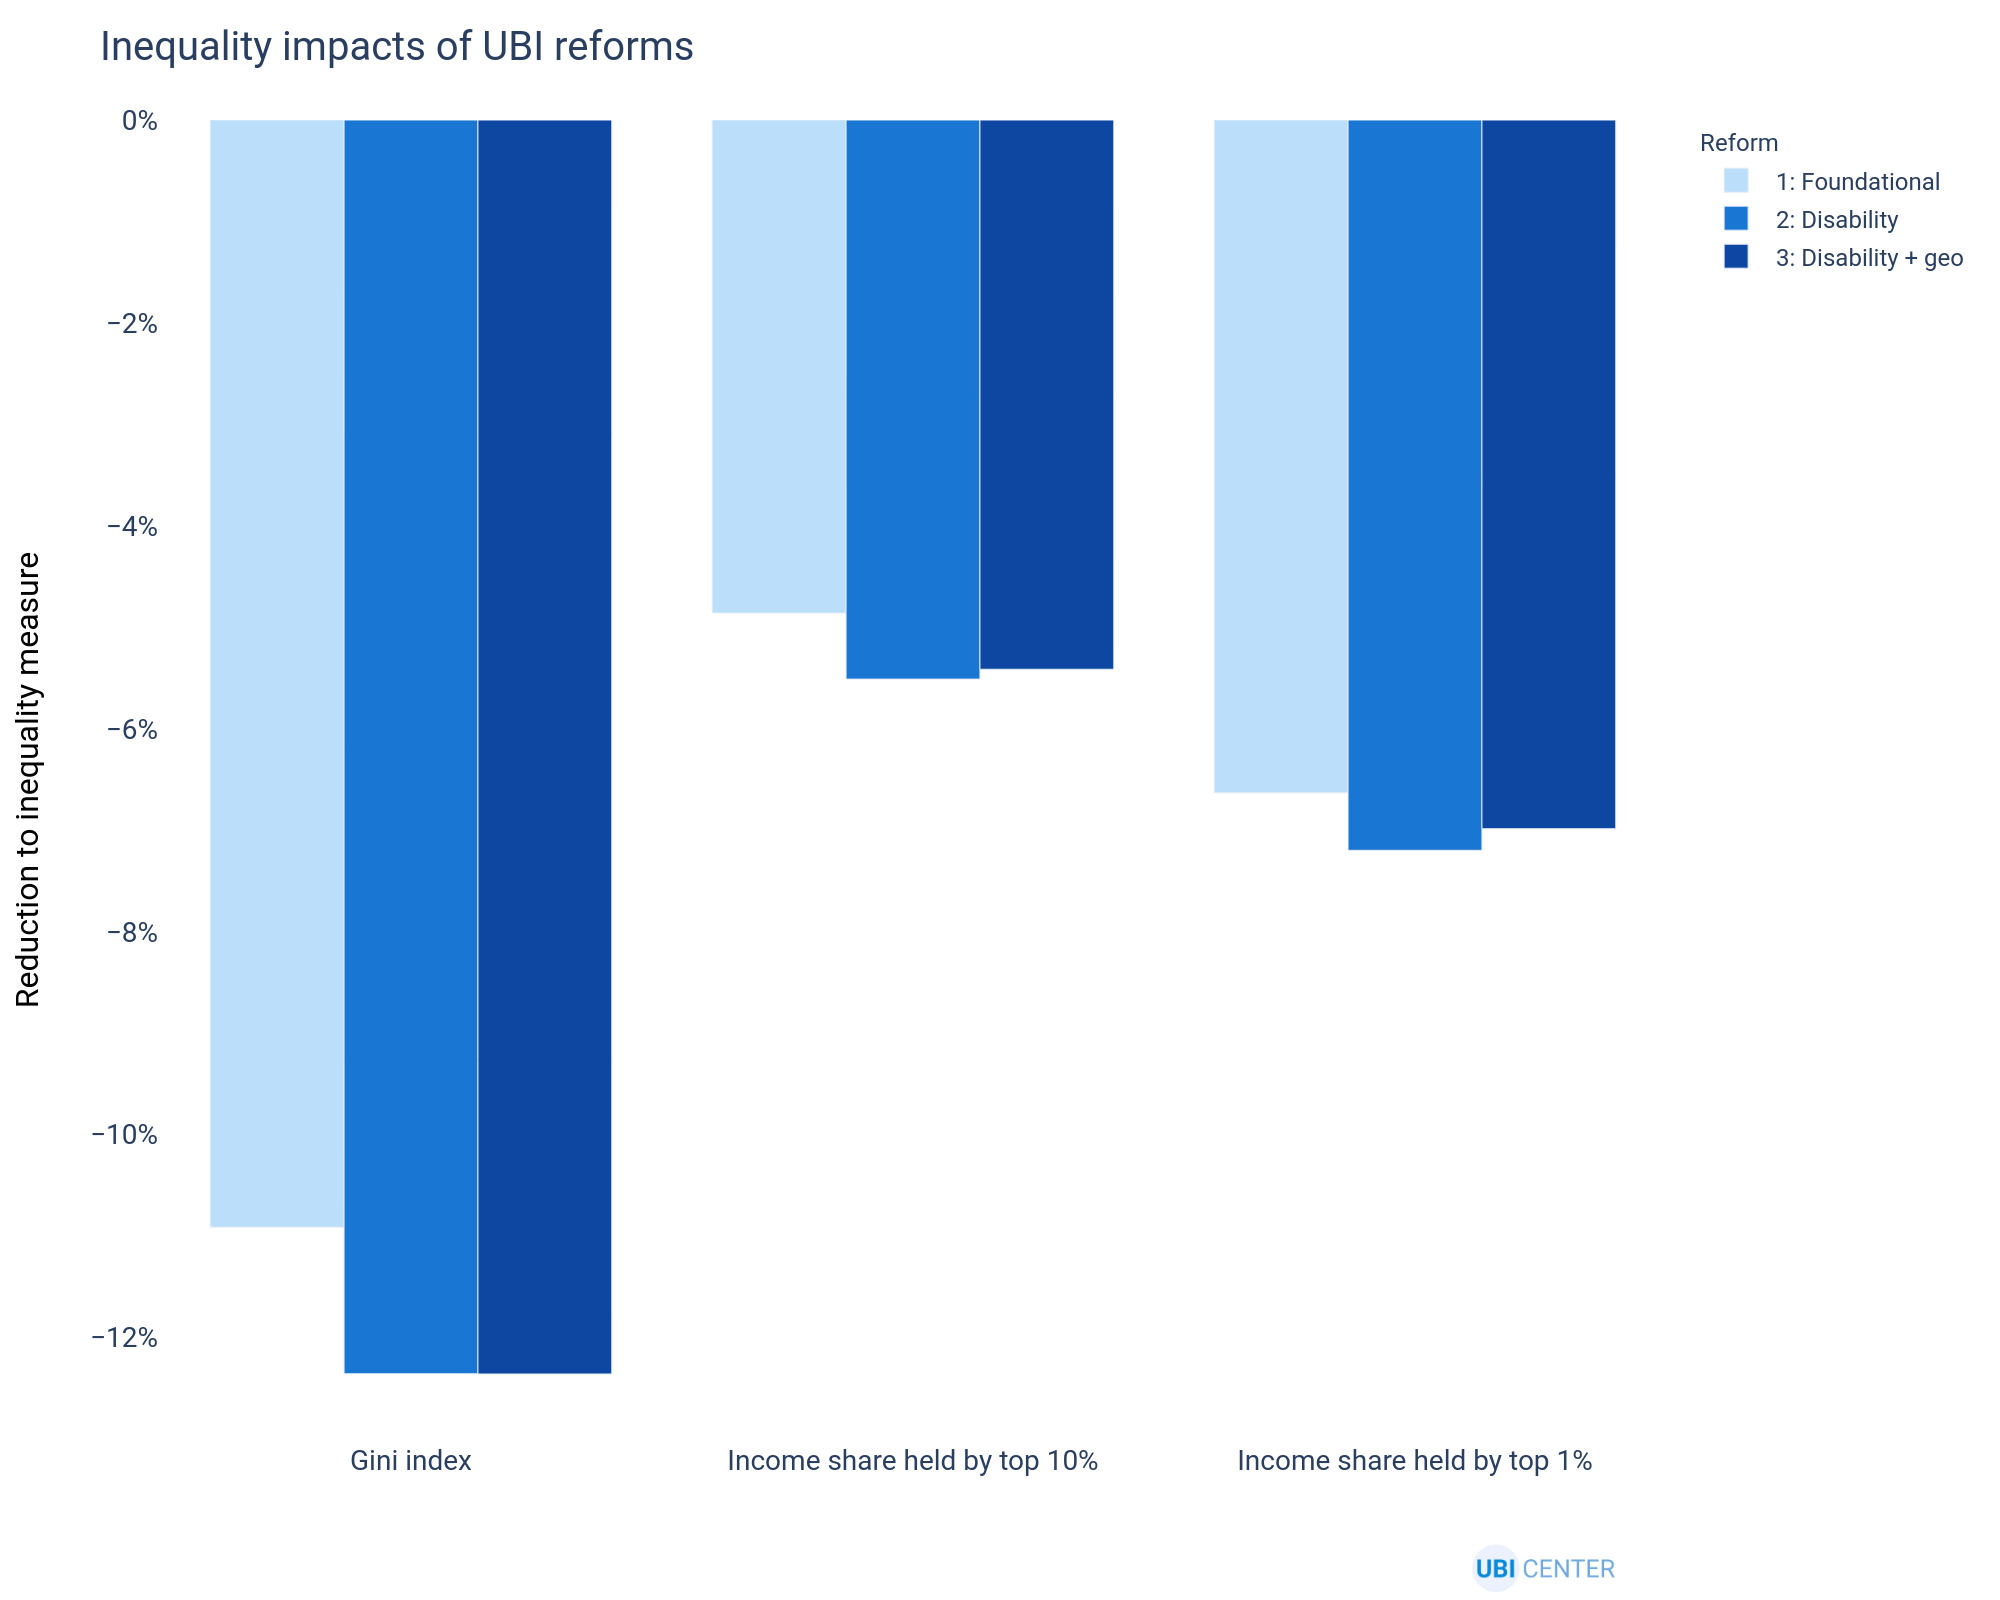 Inequality impacts of UBI reforms
0%
−2%
−4%
−6%
−8%
−10%
−12%
Reduction to inequality measure
Gini index
Income share held by top 10%
Income share held by top 1%
Reform
1: Foundational
2: Disability
3: Disability + geo
UBI CENTER